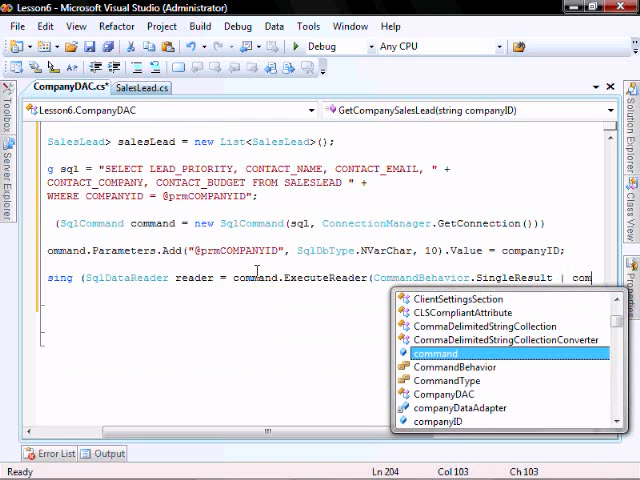 Lesson6 - Microsoft Visual Studio (Administrator)
File Edit View Refactor Project Build Debug Data Tools Test Window Help
Debug Any CPU
CompanyDAC.cs* SalesLead.cs
Lesson6.CompanyDAC GetCompanySalesLead(string companyID)
SalesLead> salesLead = new List<SalesLead>();
g sql = "SELECT LEAD_PRIORITY, CONTACT_NAME, CONTACT_EMAIL, " +
CONTACT_COMPANY, CONTACT_BUDGET FROM SALESLEAD " +
WHERE COMPANYID = @prmCOMPANYID";
(SqlCommand command = new SqlCommand(sql, ConnectionManager.GetConnection()))
ommand.Parameters.Add("@prmCOMPANYID", SqlDbType.NVarChar, 10).Value = companyID;
sing (SqlDataReader reader = command.ExecuteReader(CommandBehavior.SingleResult | com
ClientSettingsSection
CLSCompliantAttribute
CommaDelimitedStringCollection
CommaDelimitedStringCollectionConverter
command
CommandBehavior
CommandType
CompanyDAC
companyDataAdapter
companyID
Toolbox
Server Explorer
Solution Explorer
Class View
Error List Output
Ready Ln 204 Col 103 Ch 103